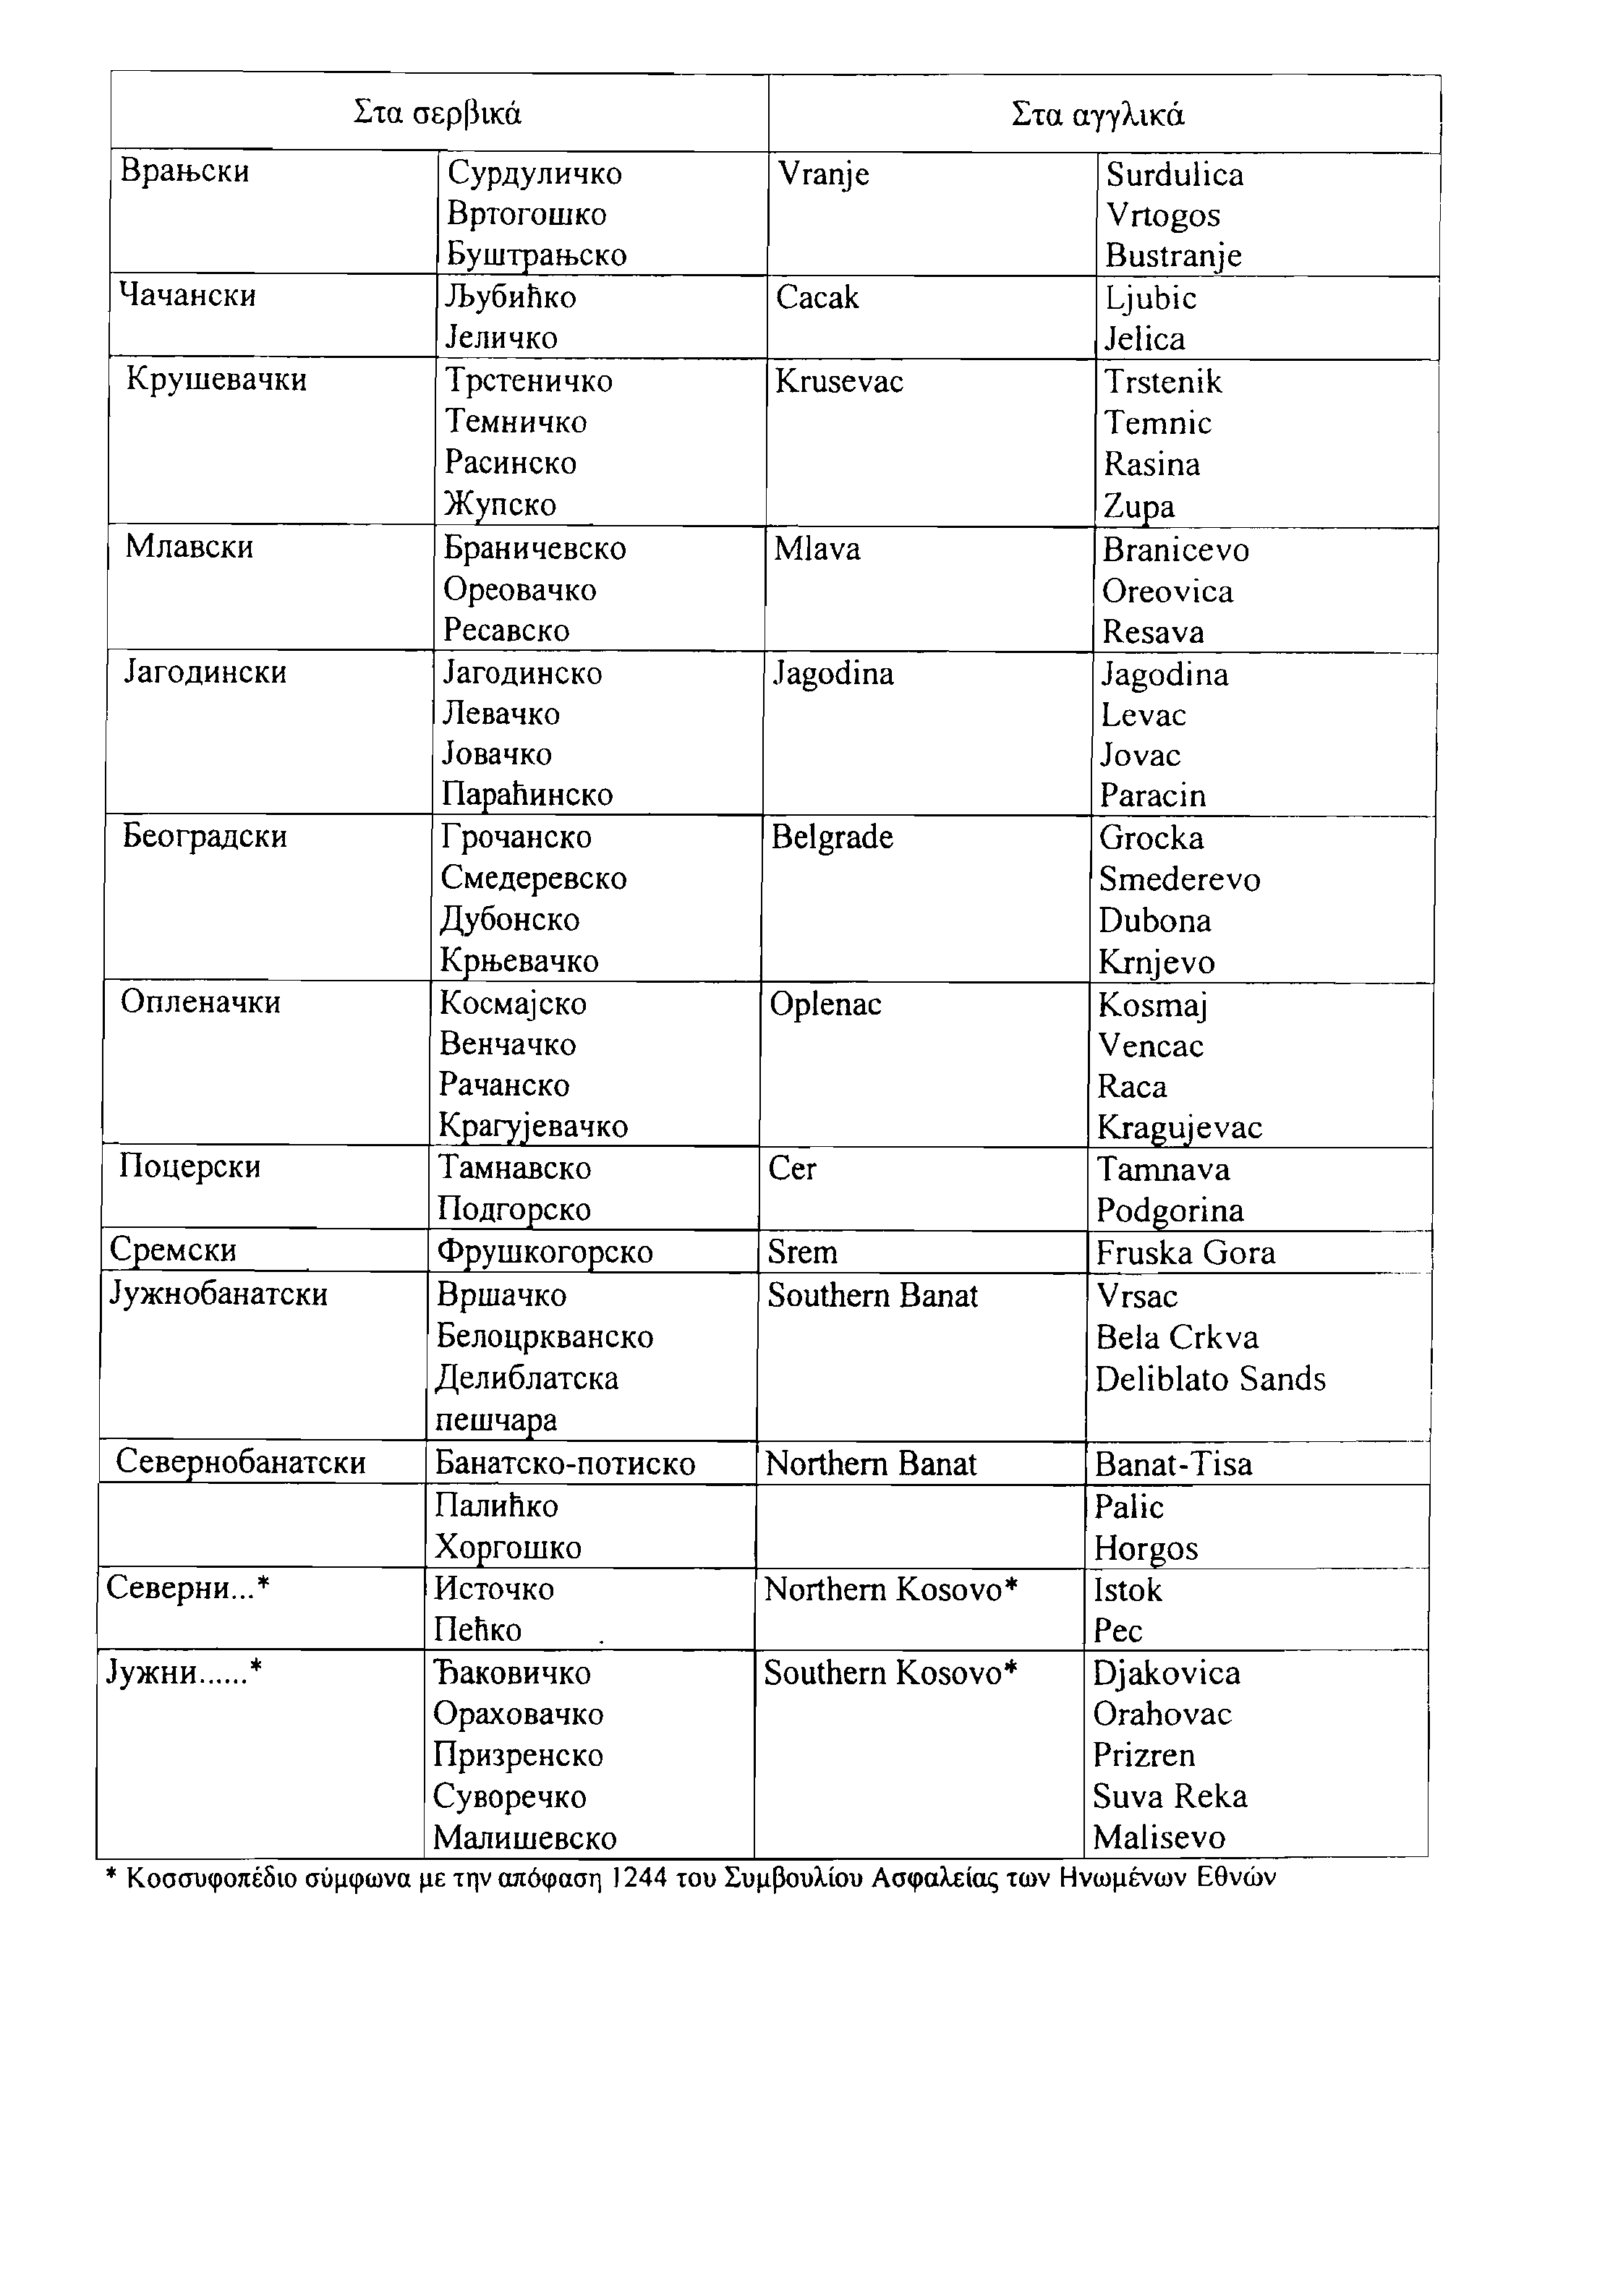 Στα σερβικά Στα αγγλικά
Врањски Сурдуличко Vranje Surdulica
Вртогошко Vrtogos
Буштрањско Bustranje
Чачански Љубићко Cacak Ljubic
Јеличко Jelica
Крушевачки Трстеничко Krusevac Trstenik
Темничко Temnic
Расинско Rasina
Жупско Zupa
Млавски Браничевско Mlava Branicevo
Ореовачко Oreovica
Ресавско Resava
Јагодински Јагодинско Jagodina Jagodina
Левачко Levac
Јовачко Jovac
Параћинско Paracin
Београдски Грочанско Belgrade Grocka
Смедеревско Smederevo
Дубонско Dubona
Крњевачко Krnjevo
Опленачки Космајско Oplenac Kosmaj
Венчачко Vencac
Рачанско Raca
Крагујевачко Kragujevac
Поцерски Тамнавско Cer Tamnava
Подгорско Podgorina
Сремски Фрушкогорско Srem Fruska Gora
Јужнобанатски Вршачко Southern Banat Vrsac
Белоцркванско Bela Crkva
Делиблатска Deliblato Sands
пешчара
Севернобанатски Банатско-потиско Northern Banat Banat-Tisa
Палићко Palic
Хоргошко Horgos
Северни...* Источко Northern Kosovo* Istok
Пећко Pec
Јужни......* Ђаковичко Southern Kosovo* Djakovica
Ораховачко Orahovac
Призренско Prizren
Суворечко Suva Reka
Малишевско Malisevo
* Κοσσυφοπέδιο σύμφωνα με την απόφαση 1244 του Συμβουλίου Ασφαλείας των Ηνωμένων Εθνών